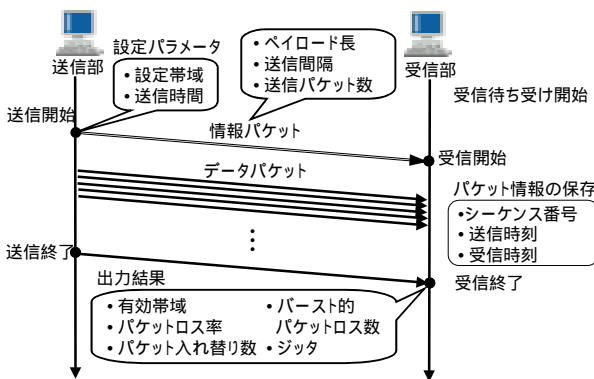 送信部
受信部
設定パラメータ
・設定帯域
・送信時間
・ペイロード長
・送信間隔
・送信パケット数
受信待ち受け開始
送信開始
情報パケット
受信開始
データパケット
パケット情報の保存
・シーケンス番号
・送信時刻
・受信時刻
送信終了
受信終了
出力結果
・有効帯域
・パケットロス率
・パケット入れ替り数
・バースト的
パケットロス数
・ジッタ